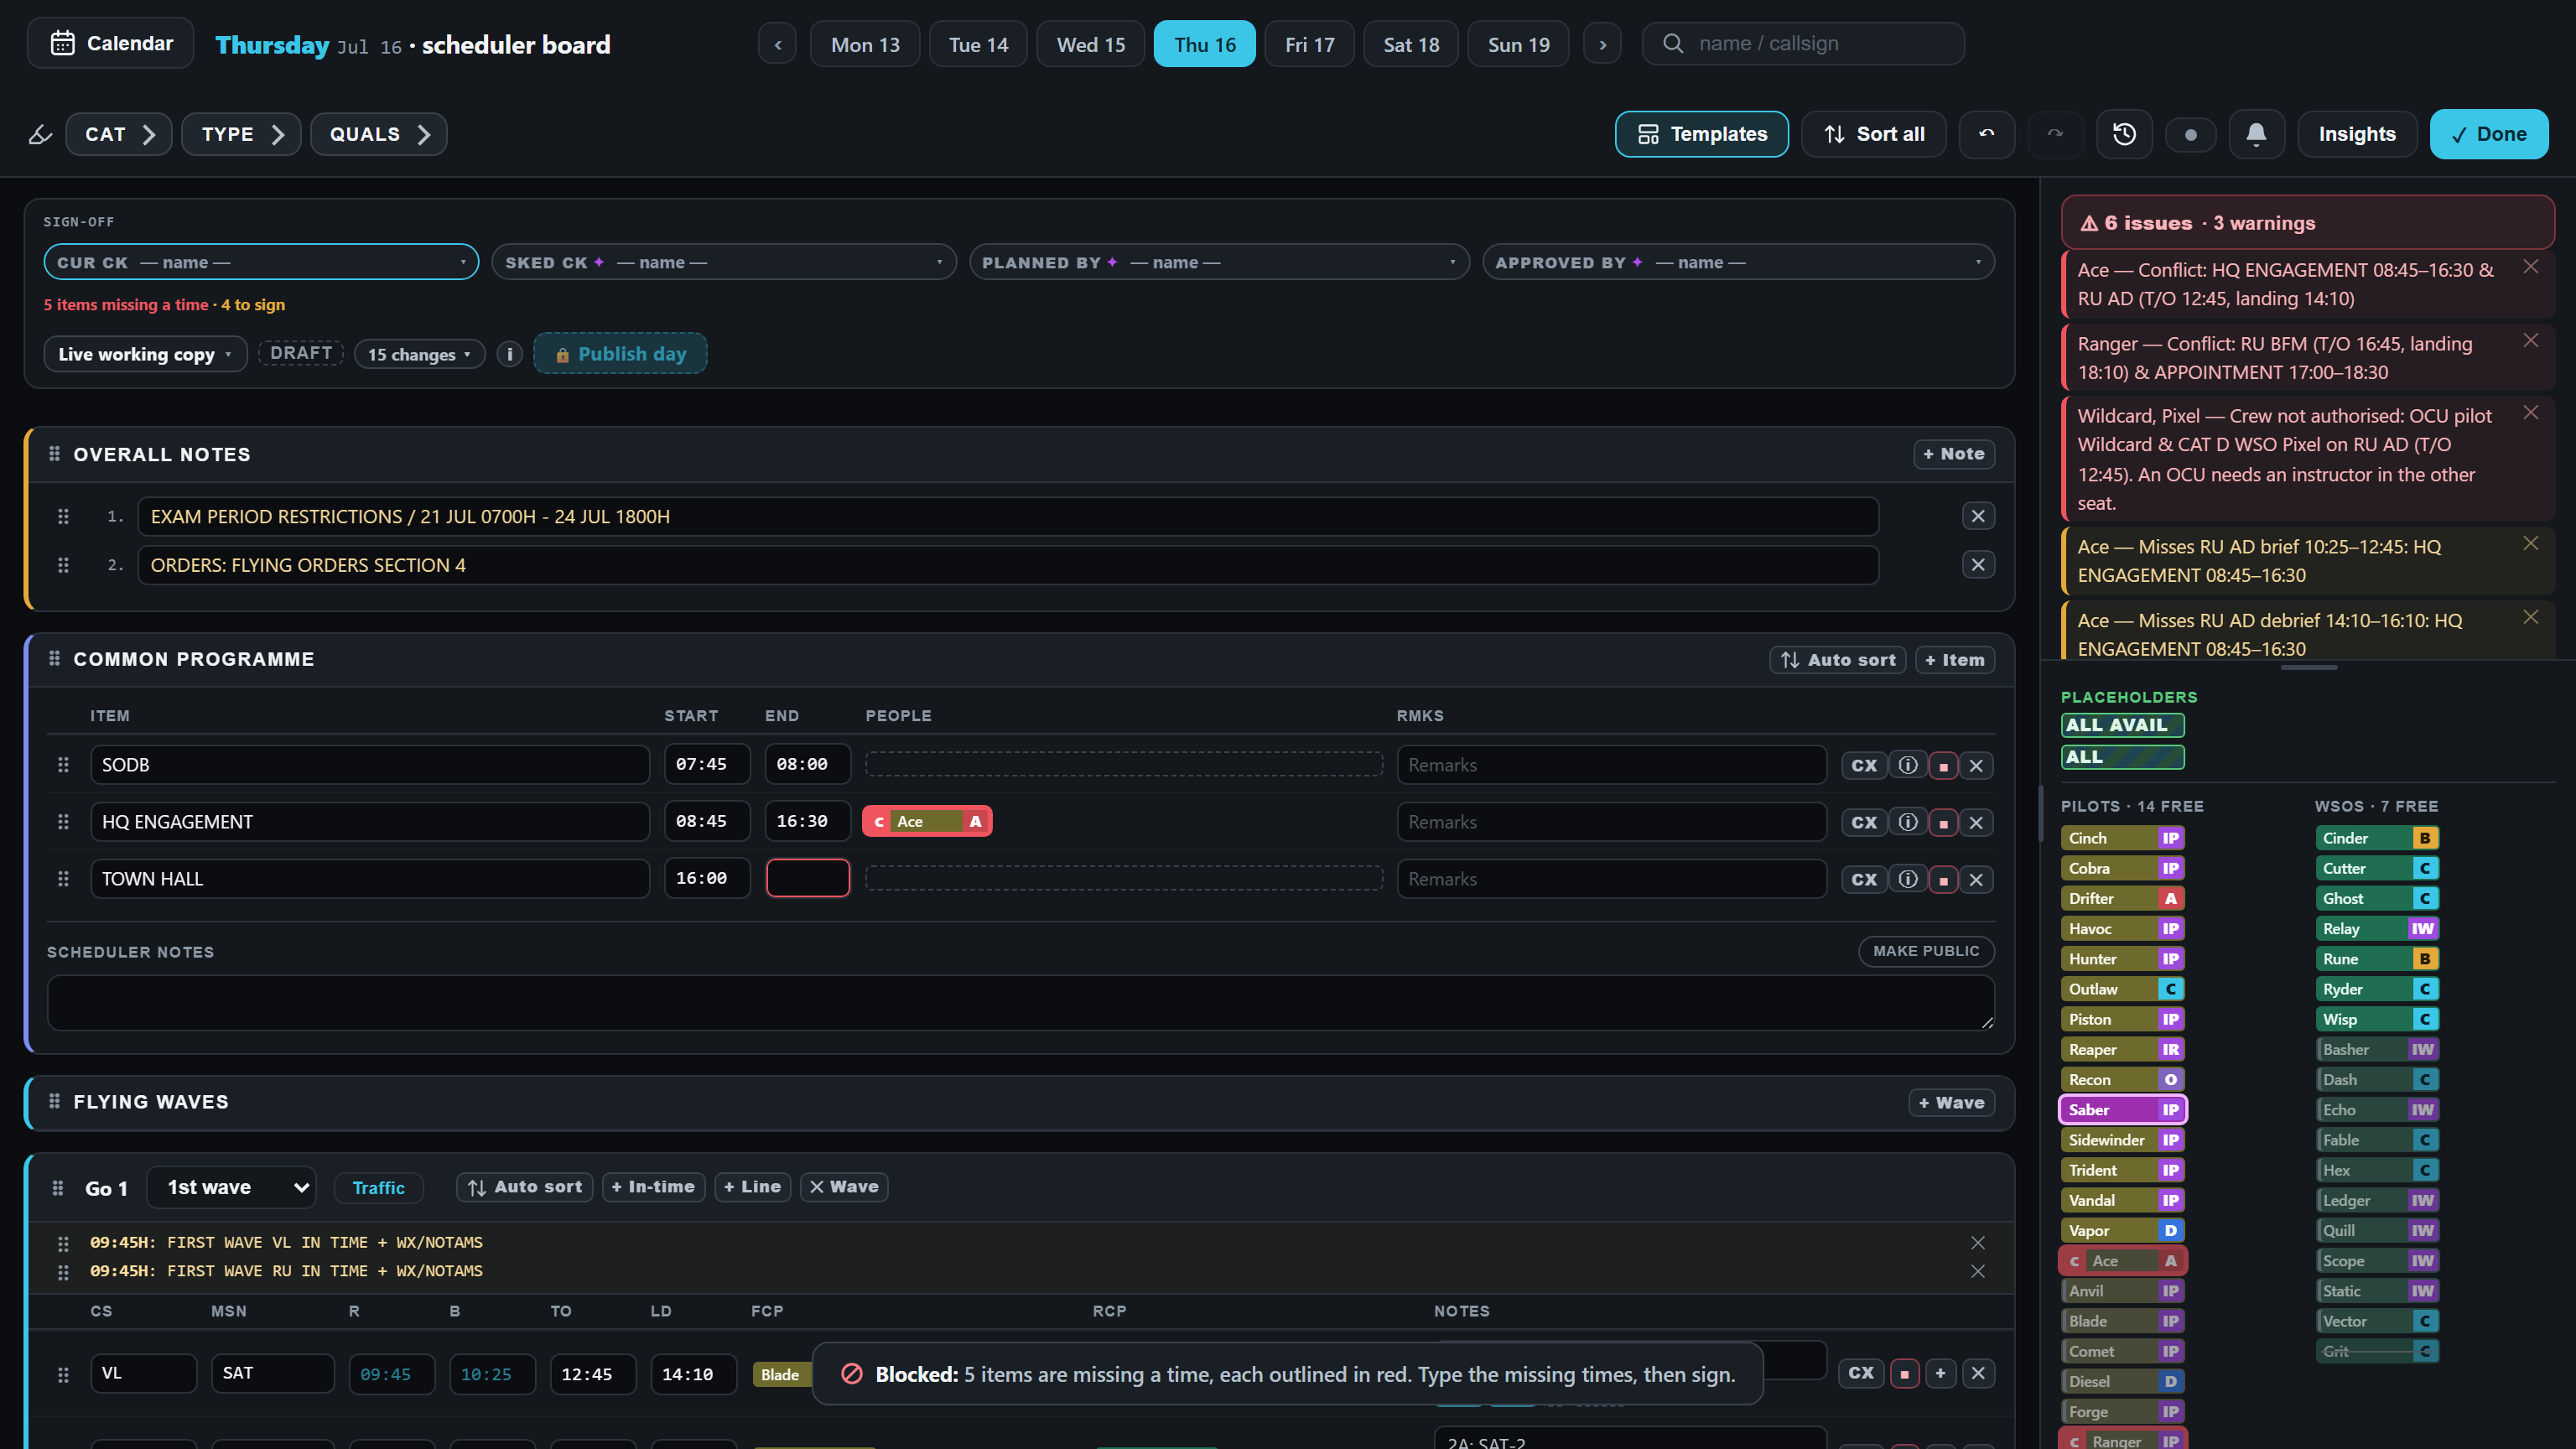 Calendar
Thursday Jul 16 · scheduler board
‹ Mon 13 Tue 14 Wed 15 Thu 16 Fri 17 Sat 18 Sun 19 ›
name / callsign
CAT TYPE QUALS
Templates Sort all Insights ✓ Done
SIGN-OFF
CUR CK — name —
SKED CK ✦ — name —
PLANNED BY ✦ — name —
APPROVED BY ✦ — name —
5 items missing a time · 4 to sign
Live working copy DRAFT 15 changes i Publish day
OVERALL NOTES + Note
1. EXAM PERIOD RESTRICTIONS / 21 JUL 0700H - 24 JUL 1800H
2. ORDERS: FLYING ORDERS SECTION 4
COMMON PROGRAMME Auto sort + Item
ITEM START END PEOPLE RMKS
SODB 07:45 08:00 Remarks CX
HQ ENGAGEMENT 08:45 16:30 C Ace A Remarks CX
TOWN HALL 16:00 Remarks CX
SCHEDULER NOTES MAKE PUBLIC
FLYING WAVES + Wave
Go 1 1st wave Traffic Auto sort + In-time + Line ✕ Wave
09:45H: FIRST WAVE VL IN TIME + WX/NOTAMS
09:45H: FIRST WAVE RU IN TIME + WX/NOTAMS
CS MSN R B TO LD FCP RCP NOTES
VL SAT 09:45 10:25 12:45 14:10 Blade CX
Blocked: 5 items are missing a time, each outlined in red. Type the missing times, then sign.
2A: SAT-2
⚠ 6 issues · 3 warnings
Ace — Conflict: HQ ENGAGEMENT 08:45–16:30 &
RU AD (T/O 12:45, landing 14:10)
Ranger — Conflict: RU BFM (T/O 16:45, landing
18:10) & APPOINTMENT 17:00–18:30
Wildcard, Pixel — Crew not authorised: OCU pilot
Wildcard & CAT D WSO Pixel on RU AD (T/O
12:45). An OCU needs an instructor in the other
seat.
Ace — Misses RU AD brief 10:25–12:45: HQ
ENGAGEMENT 08:45–16:30
Ace — Misses RU AD debrief 14:10–16:10: HQ
ENGAGEMENT 08:45–16:30
PLACEHOLDERS
ALL AVAIL
ALL
PILOTS · 14 FREE
Cinch IP
Cobra IP
Drifter A
Havoc IP
Hunter IP
Outlaw C
Piston IP
Reaper IR
Recon O
Saber IP
Sidewinder IP
Trident IP
Vandal IP
Vapor D
C Ace A
Anvil IP
Blade IP
Comet IP
Diesel D
Forge IP
C Ranger IP
WSOS · 7 FREE
Cinder B
Cutter C
Ghost C
Relay IW
Rune B
Ryder C
Wisp C
Basher IW
Dash C
Echo IW
Fable C
Hex C
Ledger IW
Quill IW
Scope IW
Static IW
Vector C
Grit C